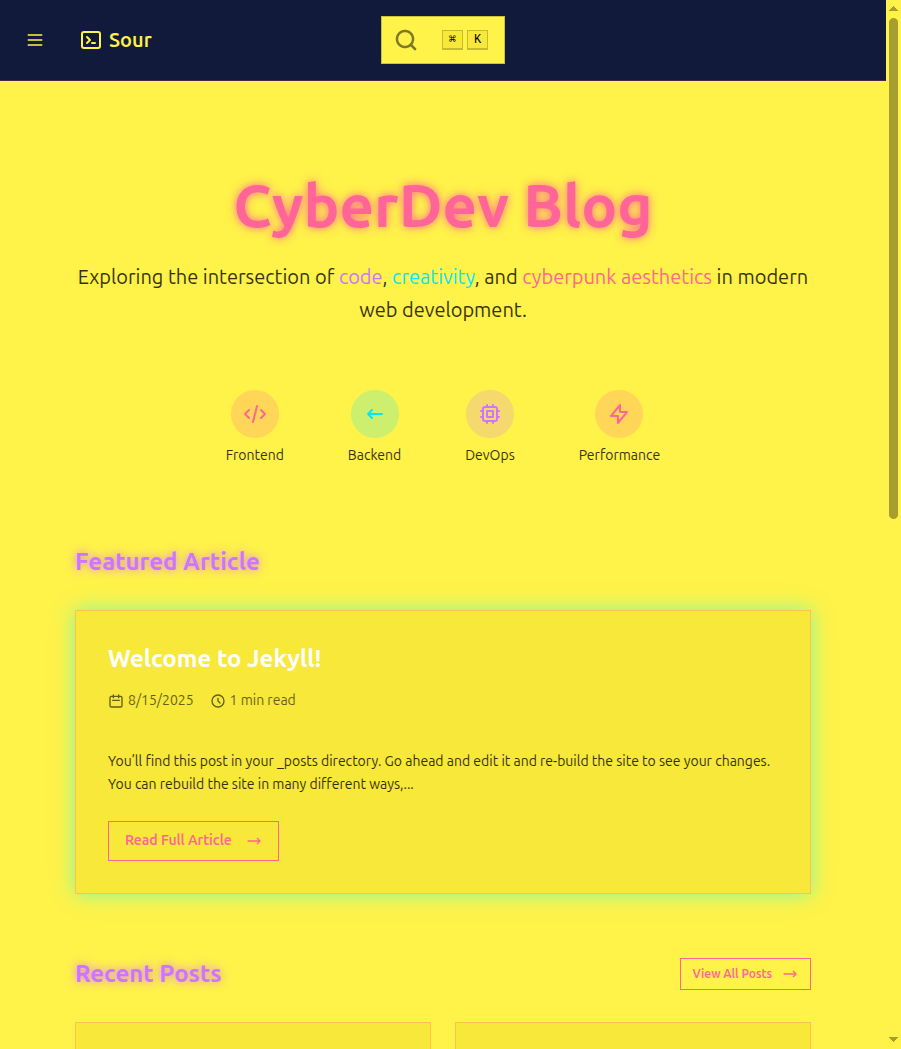 Sour
⌘ K
CyberDev Blog
Exploring the intersection of code, creativity, and cyberpunk aesthetics in modern
web development.
Frontend
Backend
DevOps
Performance
Featured Article
Welcome to Jekyll!
8/15/2025 1 min read
You’ll find this post in your _posts directory. Go ahead and edit it and re-build the site to see your changes.
You can rebuild the site in many different ways,...
Read Full Article →
Recent Posts
View All Posts →